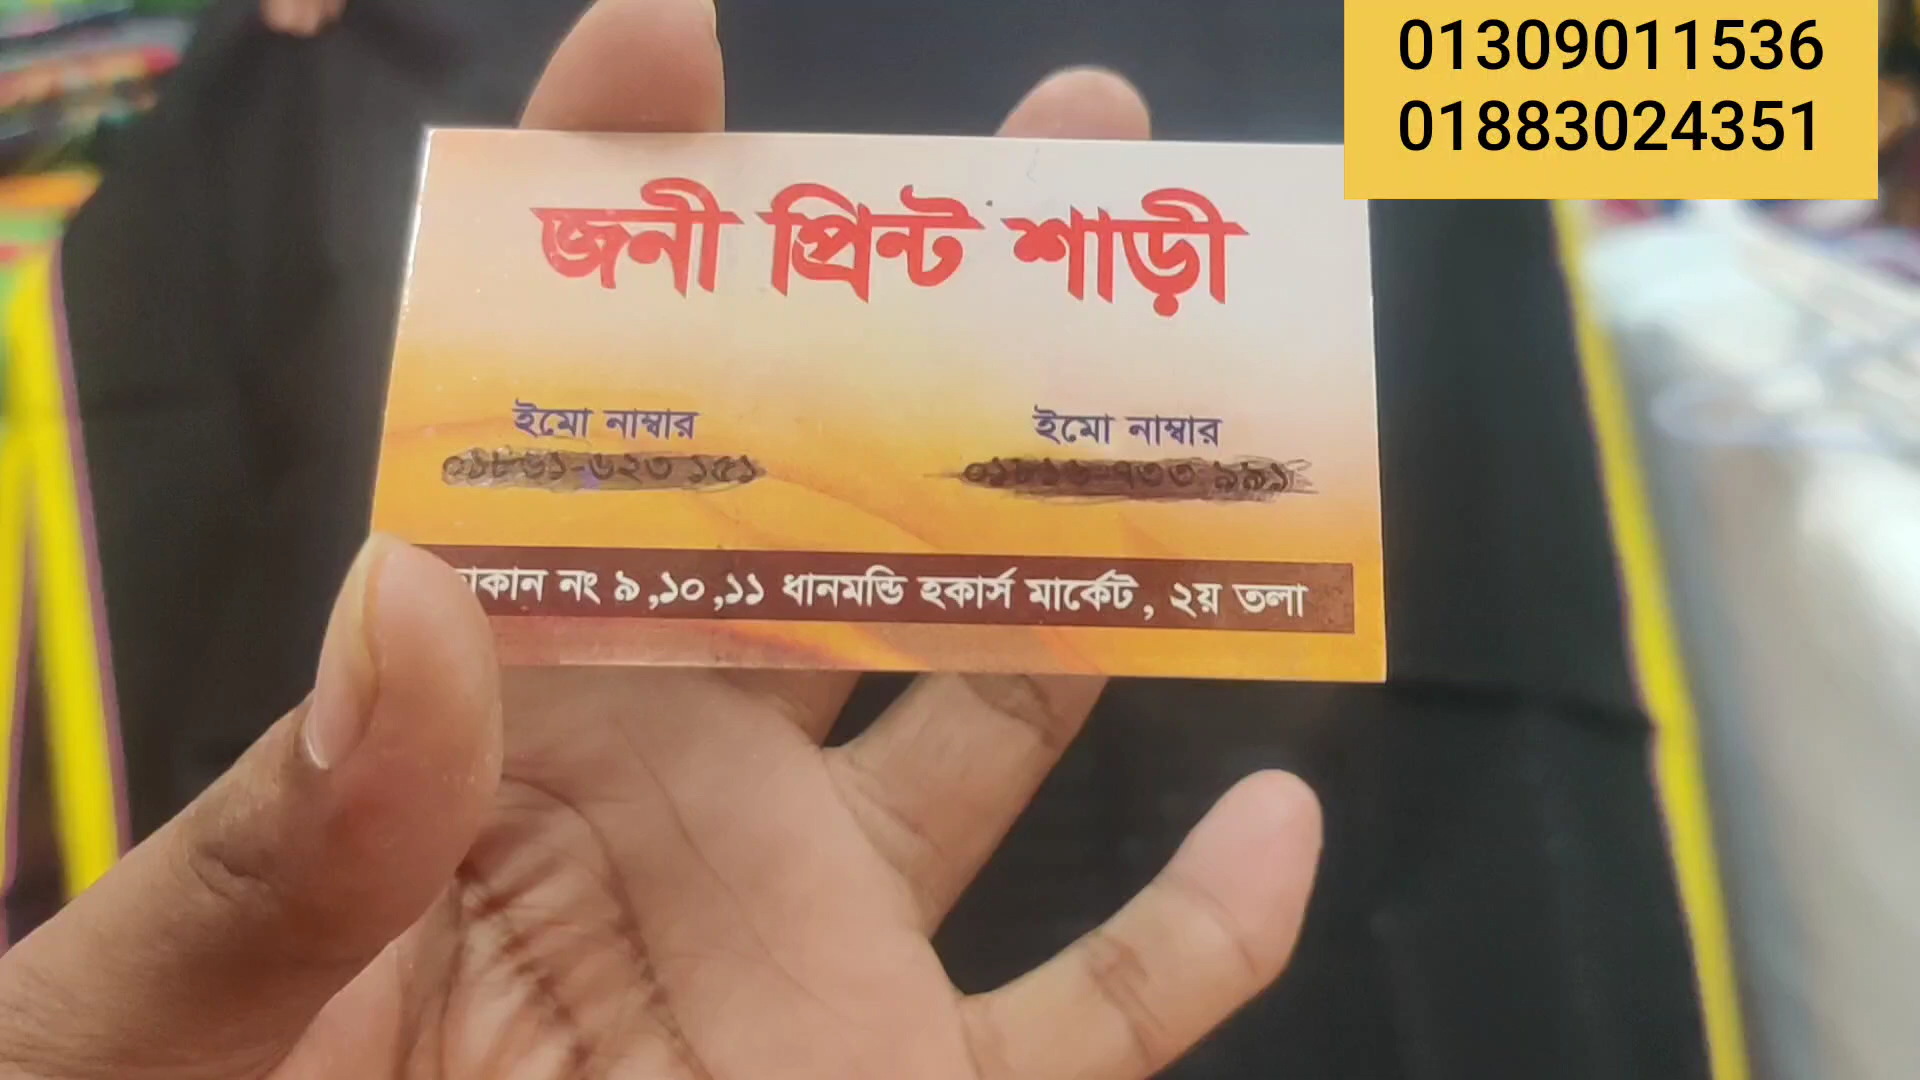 01309011536
01883024351
জনী প্রিন্ট শাড়ী
ইমো নাম্বার ইমো নাম্বার
নং ৯,১০,১১ ধানমন্ডি হকার্স মার্কেট, ২য় তলা